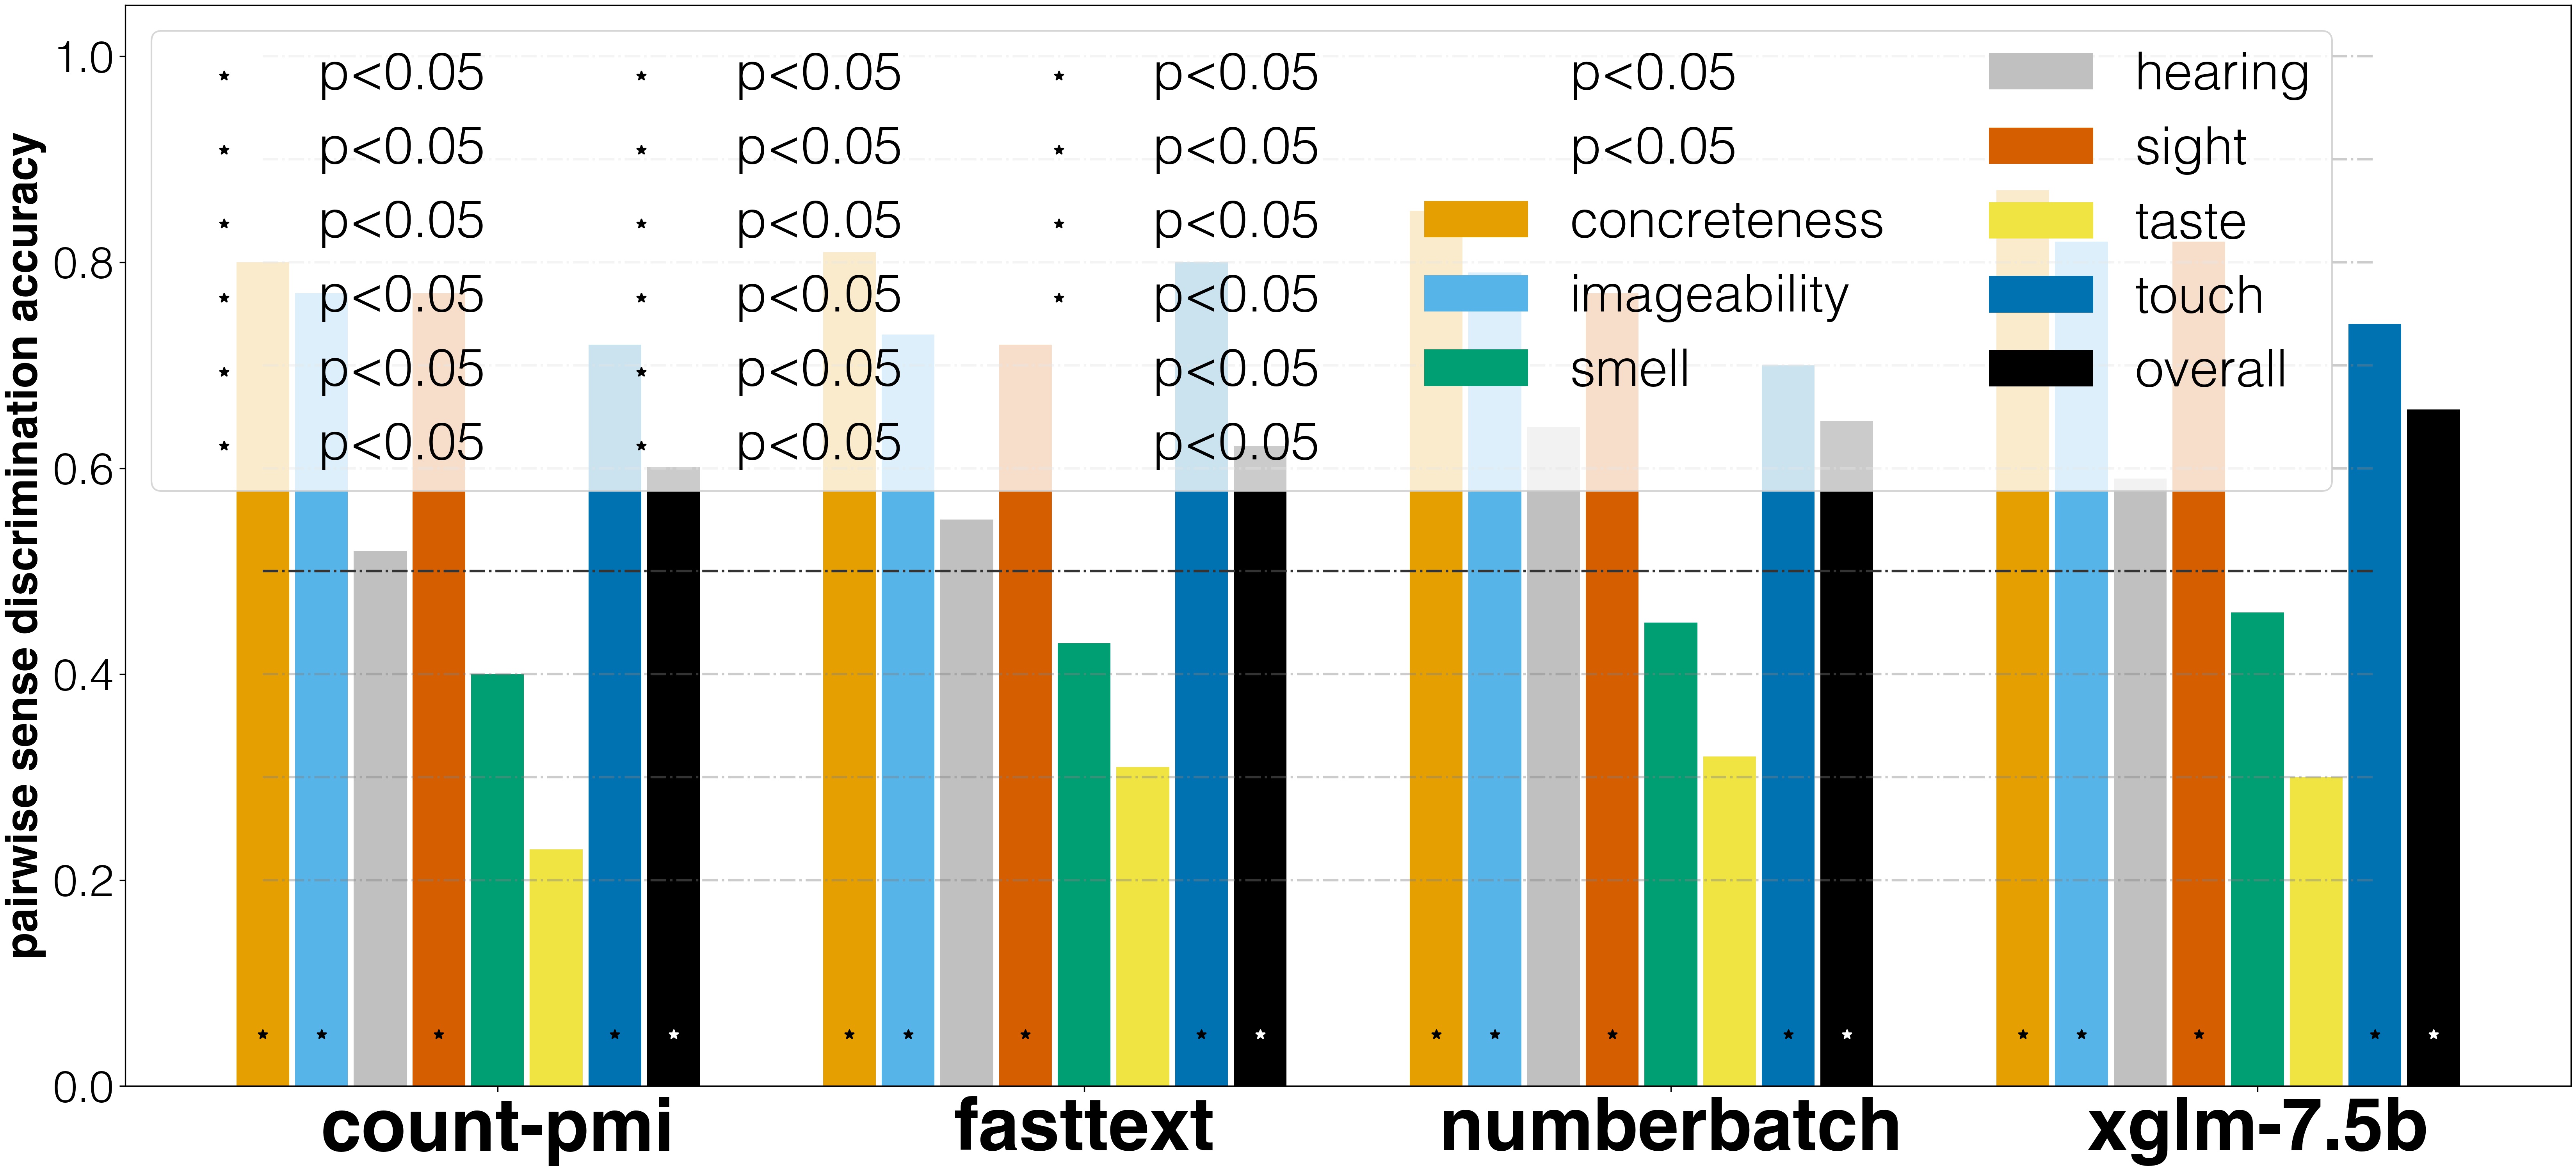 pairwise sense discrimination accuracy
1.0
0.8
0.6
0.4
0.2
0.0
p<0.05 p<0.05 p<0.05 p<0.05 hearing
p<0.05 p<0.05 p<0.05 p<0.05 sight
p<0.05 p<0.05 p<0.05 concreteness taste
p<0.05 p<0.05 p<0.05 imageability touch
p<0.05 p<0.05 p<0.05 smell overall
p<0.05 p<0.05 p<0.05
count-pmi fasttext numberbatch xglm-7.5b